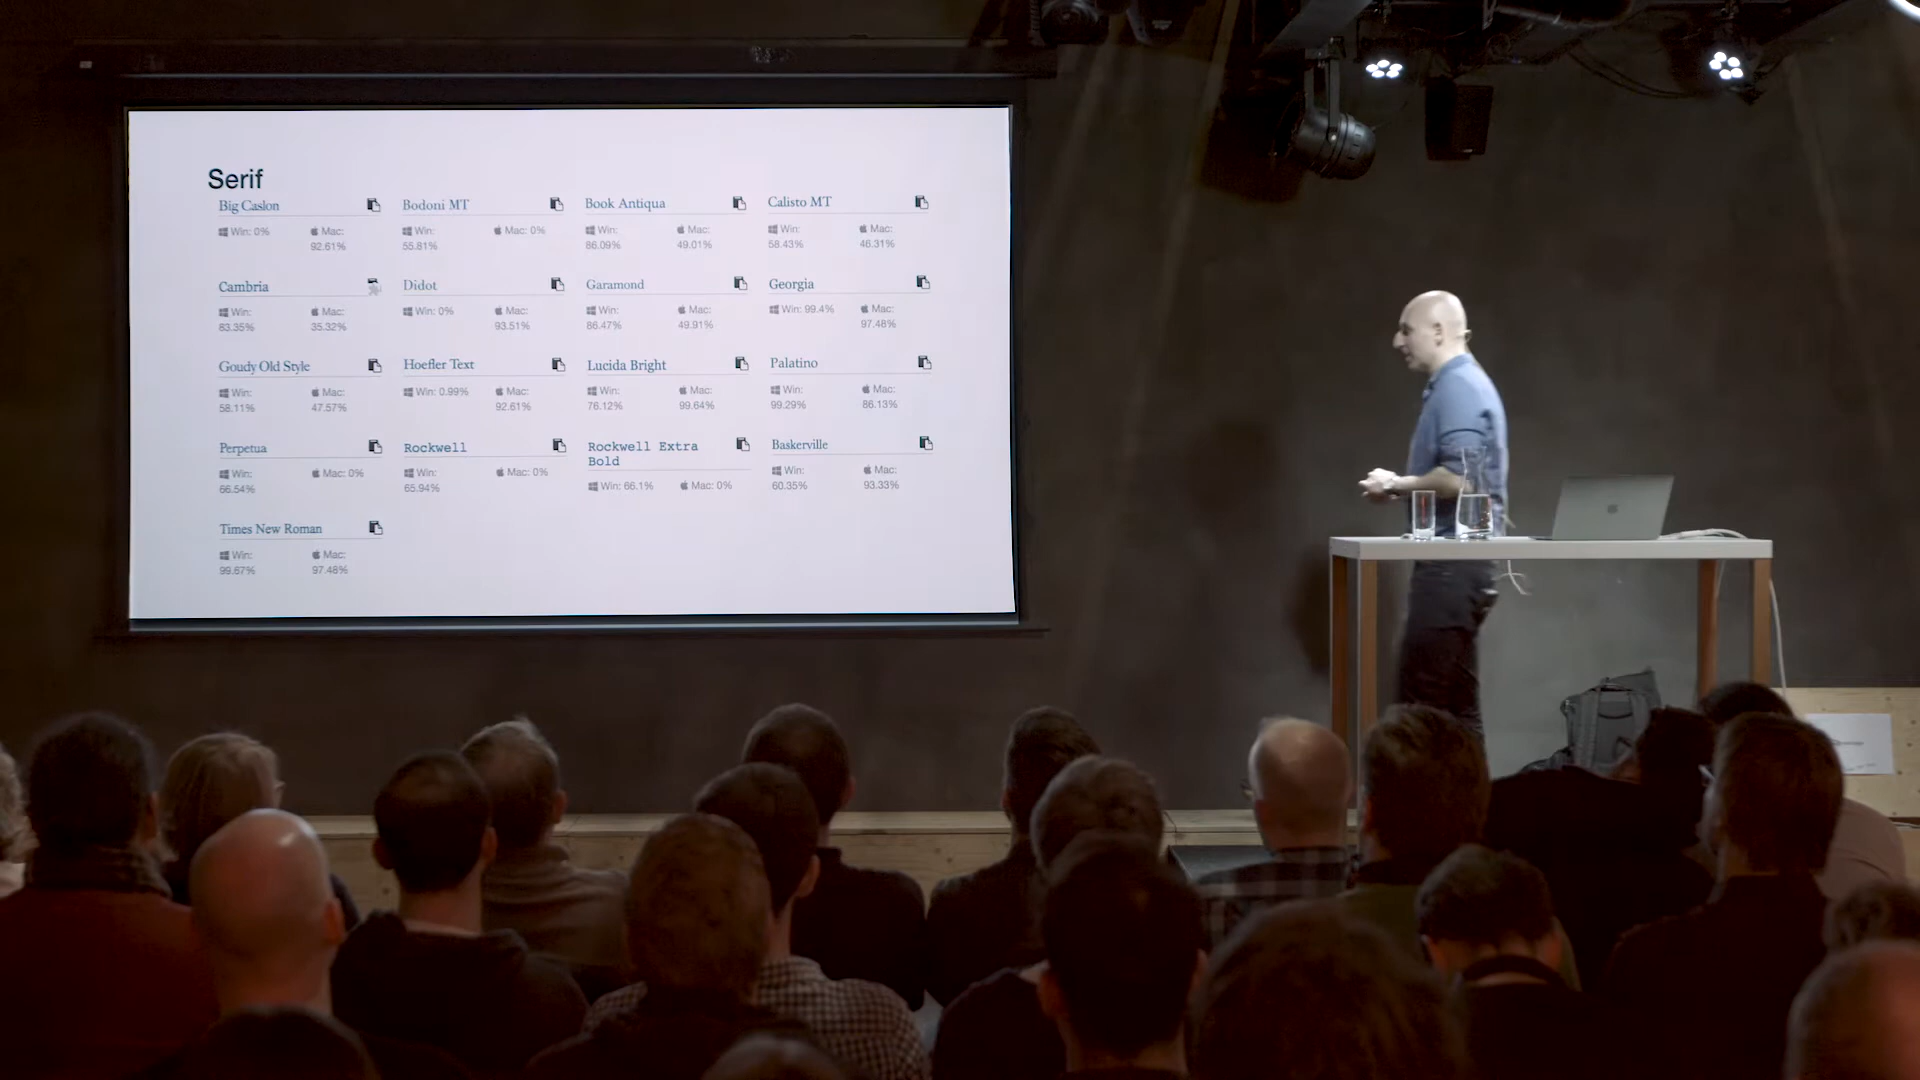 Serif
Big Caslon
Bodoni MT
Book Antiqua
Calisto MT
Win: 0%
Mac:
92.61%
Win:
55.81%
Mac: 0%
Win:
86.09%
Mac:
49.01%
Win:
58.43%
Mac:
46.31%
Cambria
Didot
Garamond
Georgia
Win:
83.35%
Mac:
35.32%
Win: 0%
Mac:
93.51%
Win:
86.47%
Mac:
49.91%
Win: 99.4%
Mac:
97.48%
Goudy Old Style
Hoefler Text
Lucida Bright
Palatino
Win:
58.11%
Mac:
47.57%
Win: 0.99%
Mac:
92.61%
Win:
76.12%
Mac:
99.64%
Win:
99.29%
Mac:
86.13%
Perpetua
Rockwell
Rockwell Extra
Bold
Baskerville
Win:
66.54%
Mac: 0%
Win:
65.94%
Mac: 0%
Win: 66.1%
Mac: 0%
Win:
60.35%
Mac:
93.33%
Times New Roman
Win:
99.67%
Mac:
97.48%